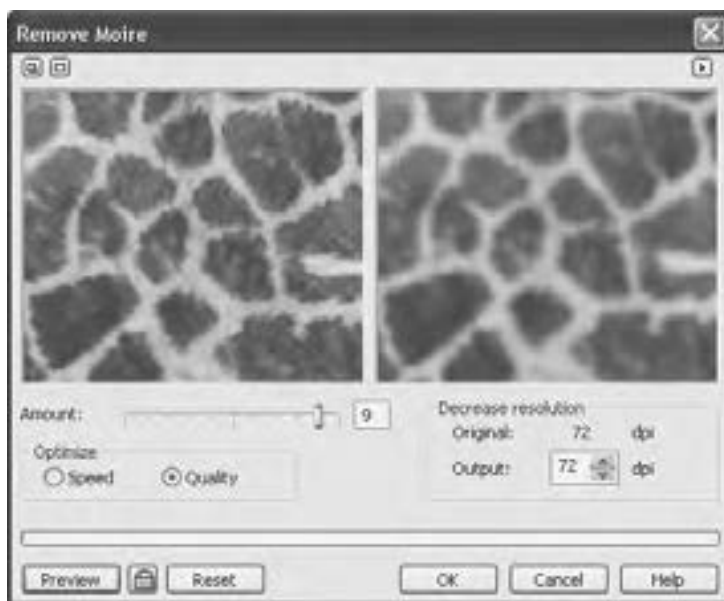 Remove Moire
Amount: 9
Optimize
Speed Quality
Decrease resolution
Original: 72 dpi
Output: 72 dpi
Preview Reset OK Cancel Help